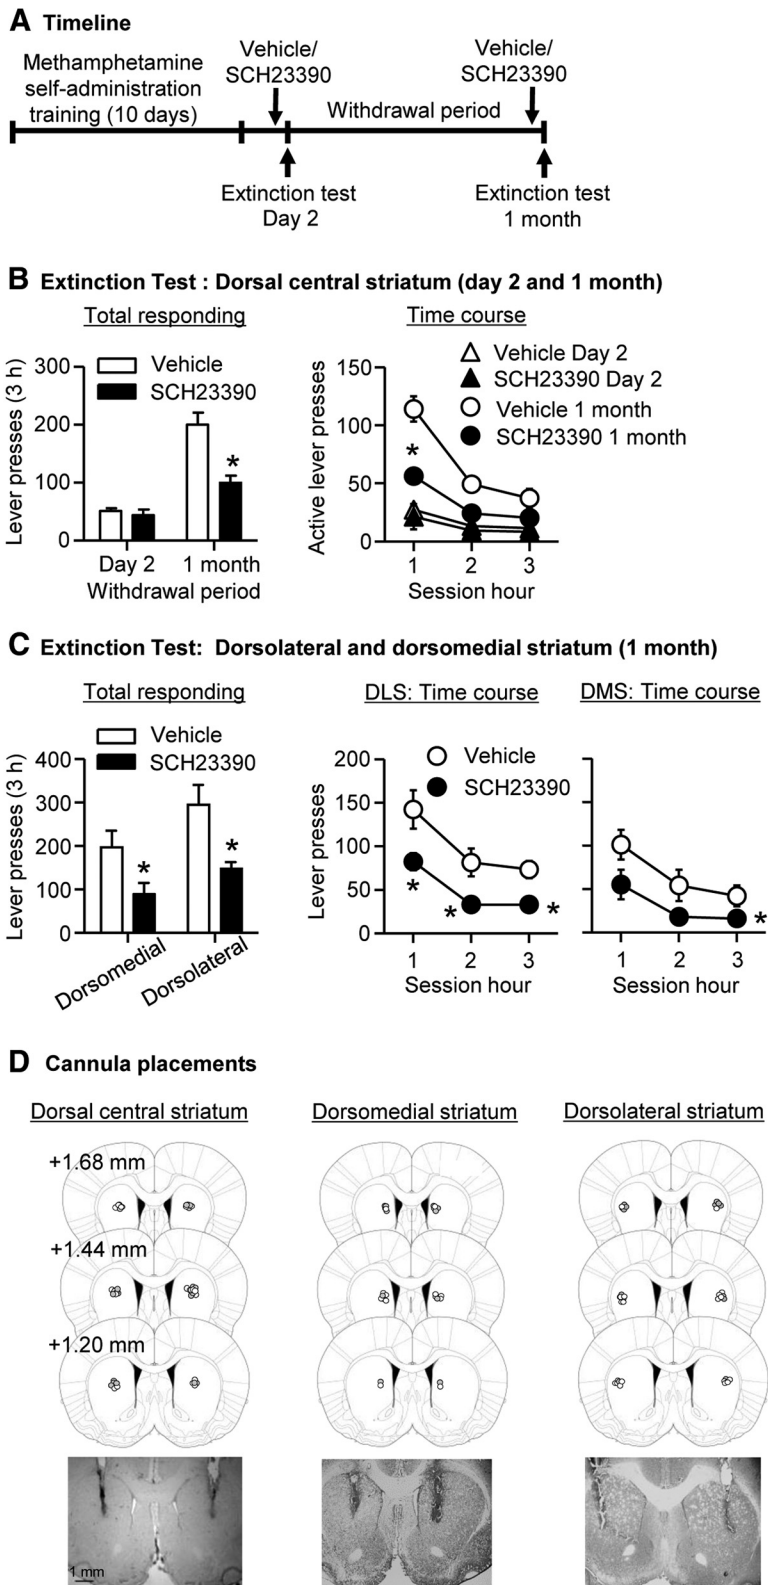 A Timeline
Methamphetamine
self-administration
training (10 days)
Vehicle/
SCH23390
Withdrawal period
Vehicle/
SCH23390
Extinction test
Day 2
Extinction test
1 month
B Extinction Test : Dorsal central striatum (day 2 and 1 month)
Total responding
Lever presses (3 h)
300
200
100
0
Vehicle
SCH23390
*
Day 2 1 month
Withdrawal period
Time course
Active lever presses
150
100
50
0
Vehicle Day 2
SCH23390 Day 2
Vehicle 1 month
SCH23390 1 month
*
1 2 3
Session hour
C Extinction Test: Dorsolateral and dorsomedial striatum (1 month)
Total responding
Lever presses (3 h)
400
300
200
100
0
Vehicle
SCH23390
* *
Dorsomedial
Dorsolateral
DLS: Time course
Lever presses
200
150
100
50
0
Vehicle
SCH23390
* * *
1 2 3
Session hour
DMS: Time course
*
1 2 3
Session hour
D Cannula placements
Dorsal central striatum
Dorsomedial striatum
Dorsolateral striatum
+1.68 mm
+1.44 mm
+1.20 mm
1 mm